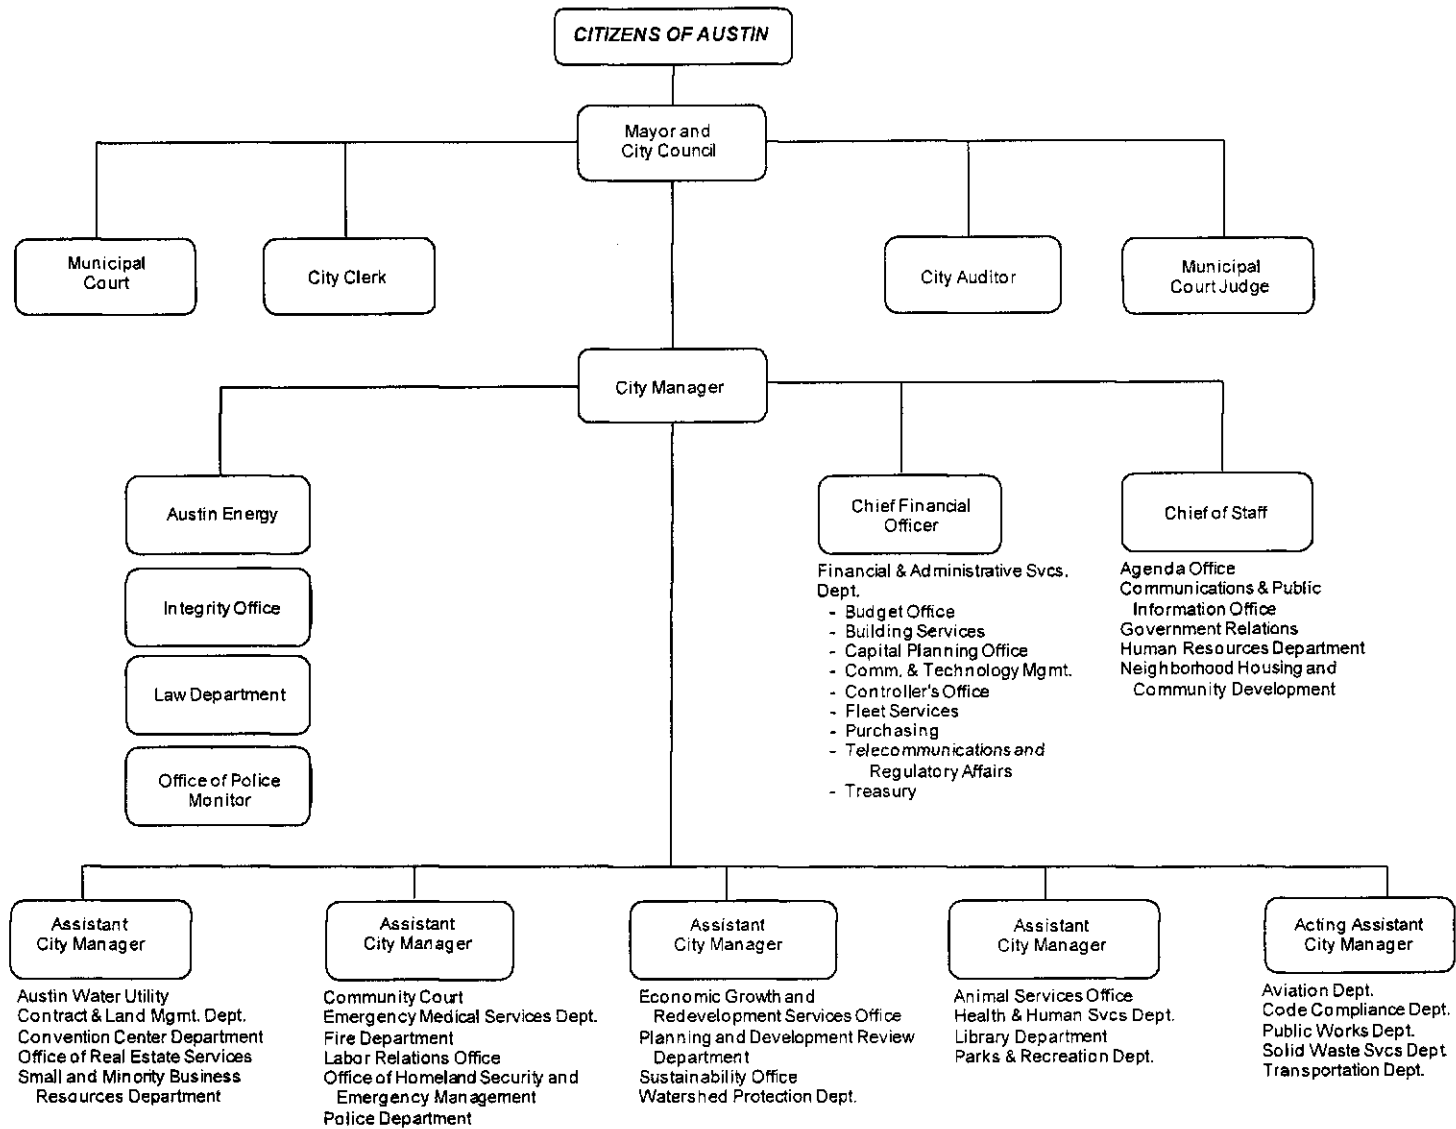 CITIZENS OF AUSTIN
Mayor and
City Council
Municipal
Court
City Clerk
City Auditor
Municipal
Court Judge
City Manager
Austin Energy
Integrity Office
Law Department
Office of Police
Monitor
Chief Financial
Officer
Financial & Administrative Svcs.
Dept.
- Budget Office
- Building Services
- Capital Planning Office
- Comm. & Technology Mgmt.
- Controller's Office
- Fleet Services
- Purchasing
- Telecommunications and
Regulatory Affairs
- Treasury
Chief of Staff
Agenda Office
Communications & Public
Information Office
Government Relations
Human Resources Department
Neighborhood Housing and
Community Development
Assistant
City Manager
Austin Water Utility
Contract & Land Mgmt. Dept.
Convention Center Department
Office of Real Estate Services
Small and Minority Business
Resources Department
Assistant
City Manager
Community Court
Emergency Medical Services Dept.
Fire Department
Labor Relations Office
Office of Homeland Security and
Emergency Management
Police Department
Assistant
City Manager
Economic Growth and
Redevelopment Services Office
Planning and Development Review
Department
Sustainability Office
Watershed Protection Dept.
Assistant
City Manager
Animal Services Office
Health & Human Svcs Dept.
Library Department
Parks & Recreation Dept.
Acting Assistant
City Manager
Aviation Dept.
Code Compliance Dept.
Public Works Dept.
Solid Waste Svcs Dept.
Transportation Dept.